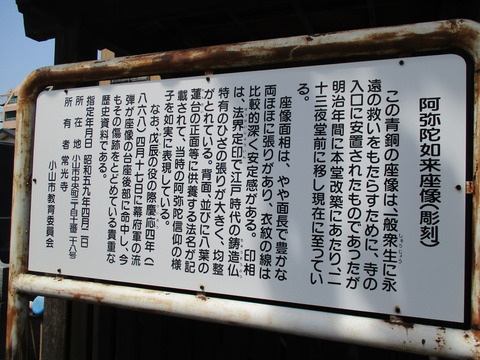 阿弥陀如来座像(彫刻)
この青銅の座像は一般衆生に永
しゅじょう
遠の救いをもたらすために、寺の
入口に安置されたものであったが
明治年間に本堂改築にあたり、二
十三夜堂前に移し現在に至ってい
る。
座像面相は、やや面長で豊かな
両ほほに張りがあり、衣紋の線は
比較的深く、安定感がある。印相
は、法界定印で江戸時代の鋳造仏
特有のひざの張りが大きく、均整
がとれている。背面、並びに八葉の
蓮台の正面等に供養する法名が記
載されて、当時の阿弥陀信仰の様
子を如実に表現している。
なお、戊辰の役の際慶応四年(一
八六八)四月十七日に幕府軍の流
弾が座像の台座後部に命中し、今
もその傷跡をとどめている貴重な
歴史資料である。
指定年月日 昭和五九年四月二一日
所在地 小山市中央町二丁目十番二十八号
所有者 常光寺
小山市教育委員会